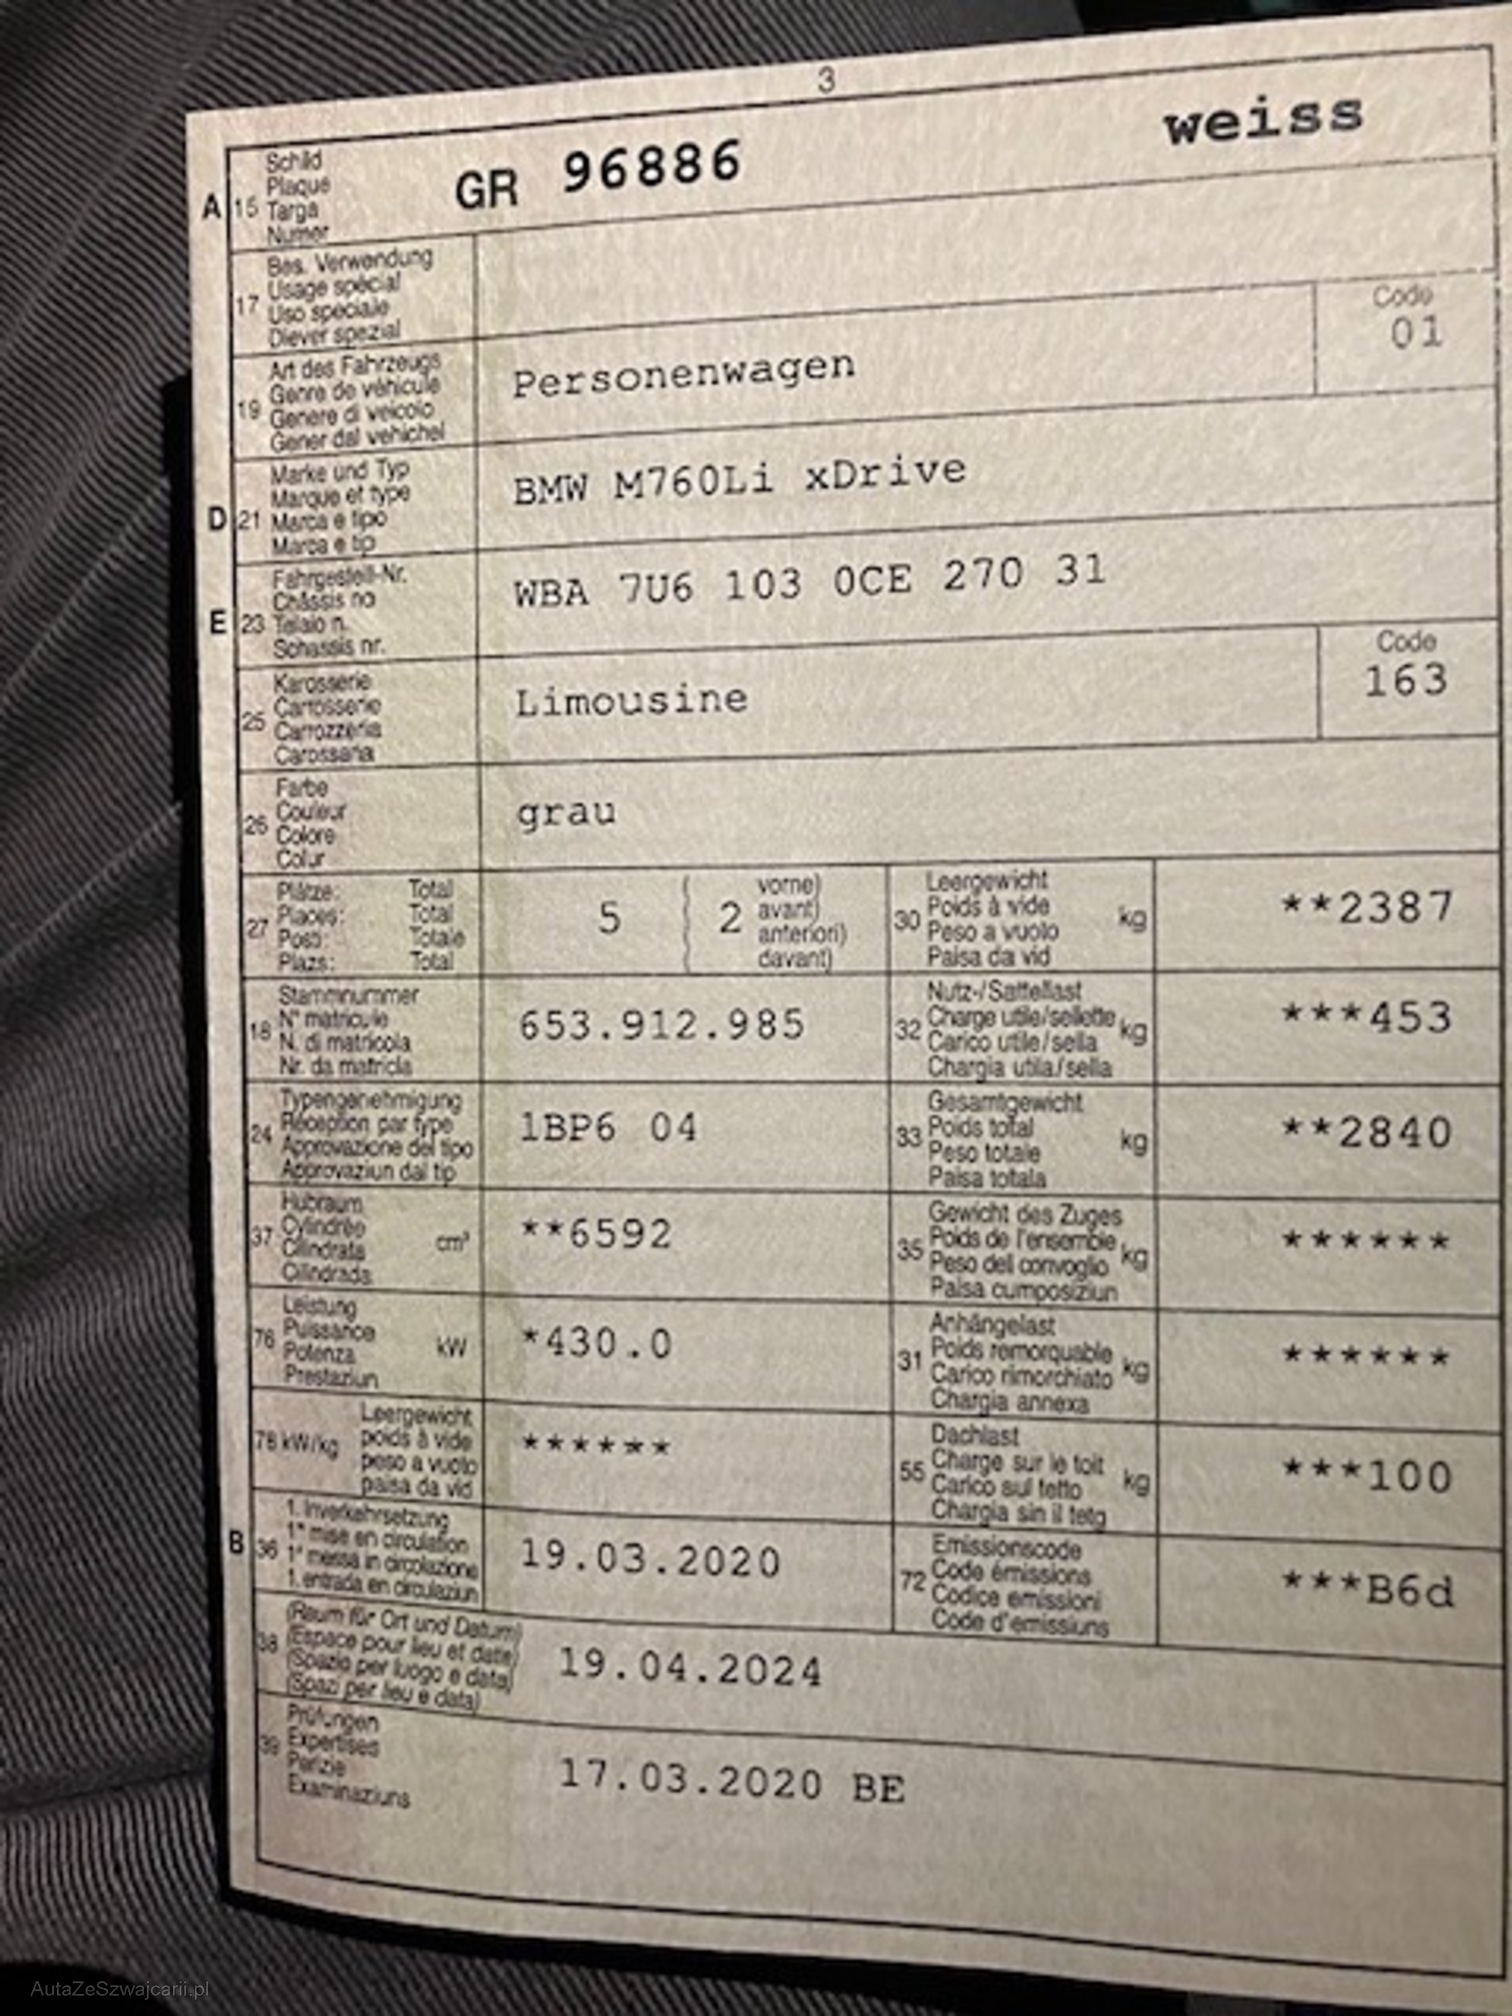 3
A 15 Schild
Plaque
Targa
Numer
GR 96886 weiss
17 Bes. Verwendung
Usage spécial
Uso speciale
Diever spezial
19 Art des Fahrzeugs
Genre de véhicule
Genere di veicolo
Gener dal vehichel
Personenwagen
Code
01
D 21 Marke und Typ
Marque et type
Marca e tipo
Marca e tip
BMW M760Li xDrive
E 23 Fahrgestell-Nr.
Châssis no
Telaio n.
Schassis nr.
WBA 7U6 103 0CE 270 31
25 Karosserie
Carrosserie
Carrozzeria
Carossaria
Limousine
Code
163
26 Farbe
Couleur
Colore
Colur
grau
27 Plätze: Total
Places: Total
Posti: Totale
Plazs: Total
5 ( 2 vorne)
avant)
anteriori)
davant)
30 Leergewicht
Poids à vide
Peso a vuoto
Paisa da vid
kg
**2387
18 Stammnummer
N° matricule
N. di matricola
Nr. da matricla
653.912.985
32 Nutz-/Sattellast
Charge utile/sellette
Carico utile/sella
Chargia utila/sella
kg
***453
24 Typengenehmigung
Réception par type
Approvazione del tipo
Approvaziun dal tip
1BP6 04
33 Gesamtgewicht
Poids total
Peso totale
Paisa totala
kg
**2840
37 Hubraum
Cylindrée
Cilindrata
Cilindrada
cm³
**6592
35 Gewicht des Zuges
Poids de l'ensemble
Peso del convoglio
Paisa cumposiziun
kg
******
76 Leistung
Puissance
Potenza
Prestaziun
kW
*430.0
31 Anhängelast
Poids remorquable
Carico rimorchiato
Chargia annexa
kg
******
78 kW/kg Leergewicht
poids à vide
peso a vuoto
paisa da vid
******
55 Dachlast
Charge sur le toit
Carico sul tetto
Chargia sin il tetg
kg
***100
B 36 1. Inverkehrsetzung
1re mise en circulation
1a messa in circolazione
1. entrada en circulaziun
19.03.2020
72 Emissionscode
Code émissions
Codice emissioni
Code d'emissiuns
***B6d
38 (Raum für Ort und Datum)
(Espace pour lieu et date)
(Spazio per luogo e data)
(Spazi per lieu e data)
19.04.2024
39 Prüfungen
Expertises
Perizie
Examinaziuns
17.03.2020 BE
AutaZeSzwajcarii.pl